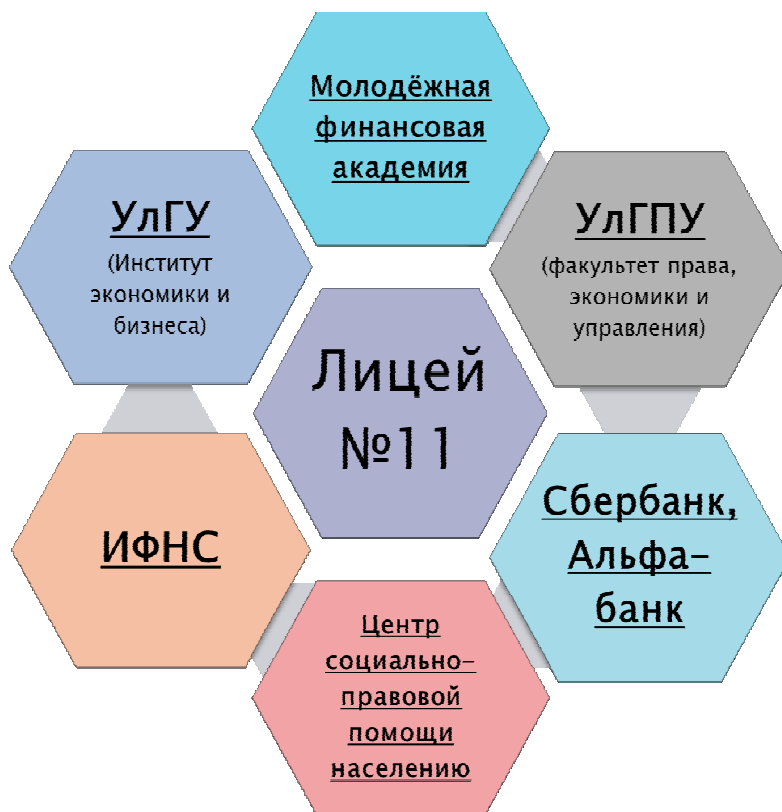 Молодёжная
финансовая
академия
УлГУ
(Институт
экономики и
бизнеса)
УлГПУ
(факультет права,
экономики и
управления)
Лицей
№11
ИФНС
Сбербанк,
Альфа-
банк
Центр
социально-
правовой
помощи
населению